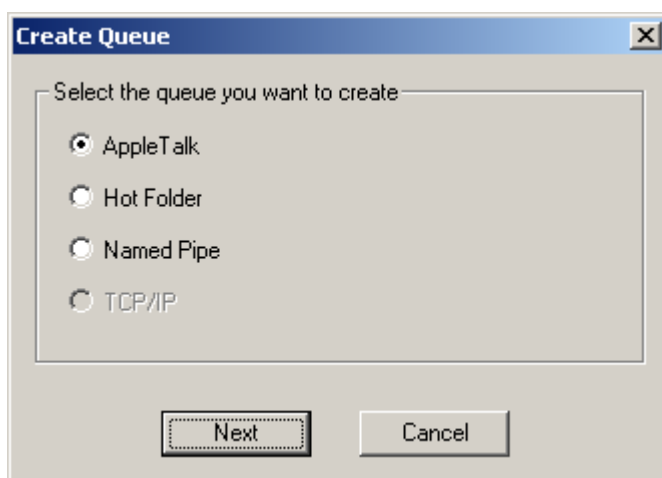 Create Queue
Select the queue you want to create
AppleTalk
Hot Folder
Named Pipe
TCP/IP
Next
Cancel